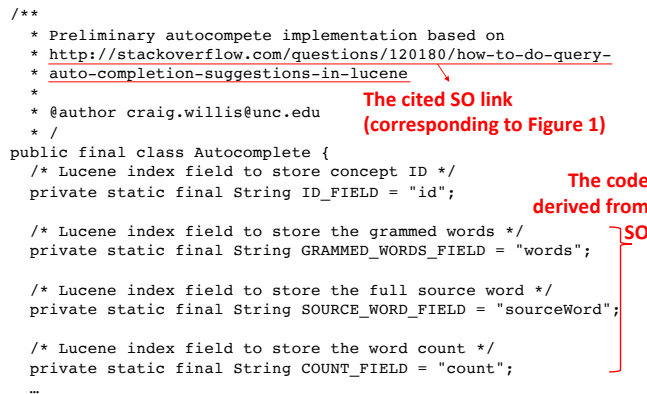 /**
* Preliminary autocompete implementation based on
* http://stackoverflow.com/questions/120180/how-to-do-query-
* auto-completion-suggestions-in-lucene
*
* @author craig.willis@unc.edu
* /
The cited SO link
(corresponding to Figure 1)
public final class Autocomplete {
/* Lucene index field to store concept ID */
private static final String ID_FIELD = "id";
The code
derived from
SO
/* Lucene index field to store the grammed words */
private static final String GRAMMED_WORDS_FIELD = "words";
/* Lucene index field to store the full source word */
private static final String SOURCE_WORD_FIELD = "sourceWord";
/* Lucene index field to store the word count */
private static final String COUNT_FIELD = "count";
…